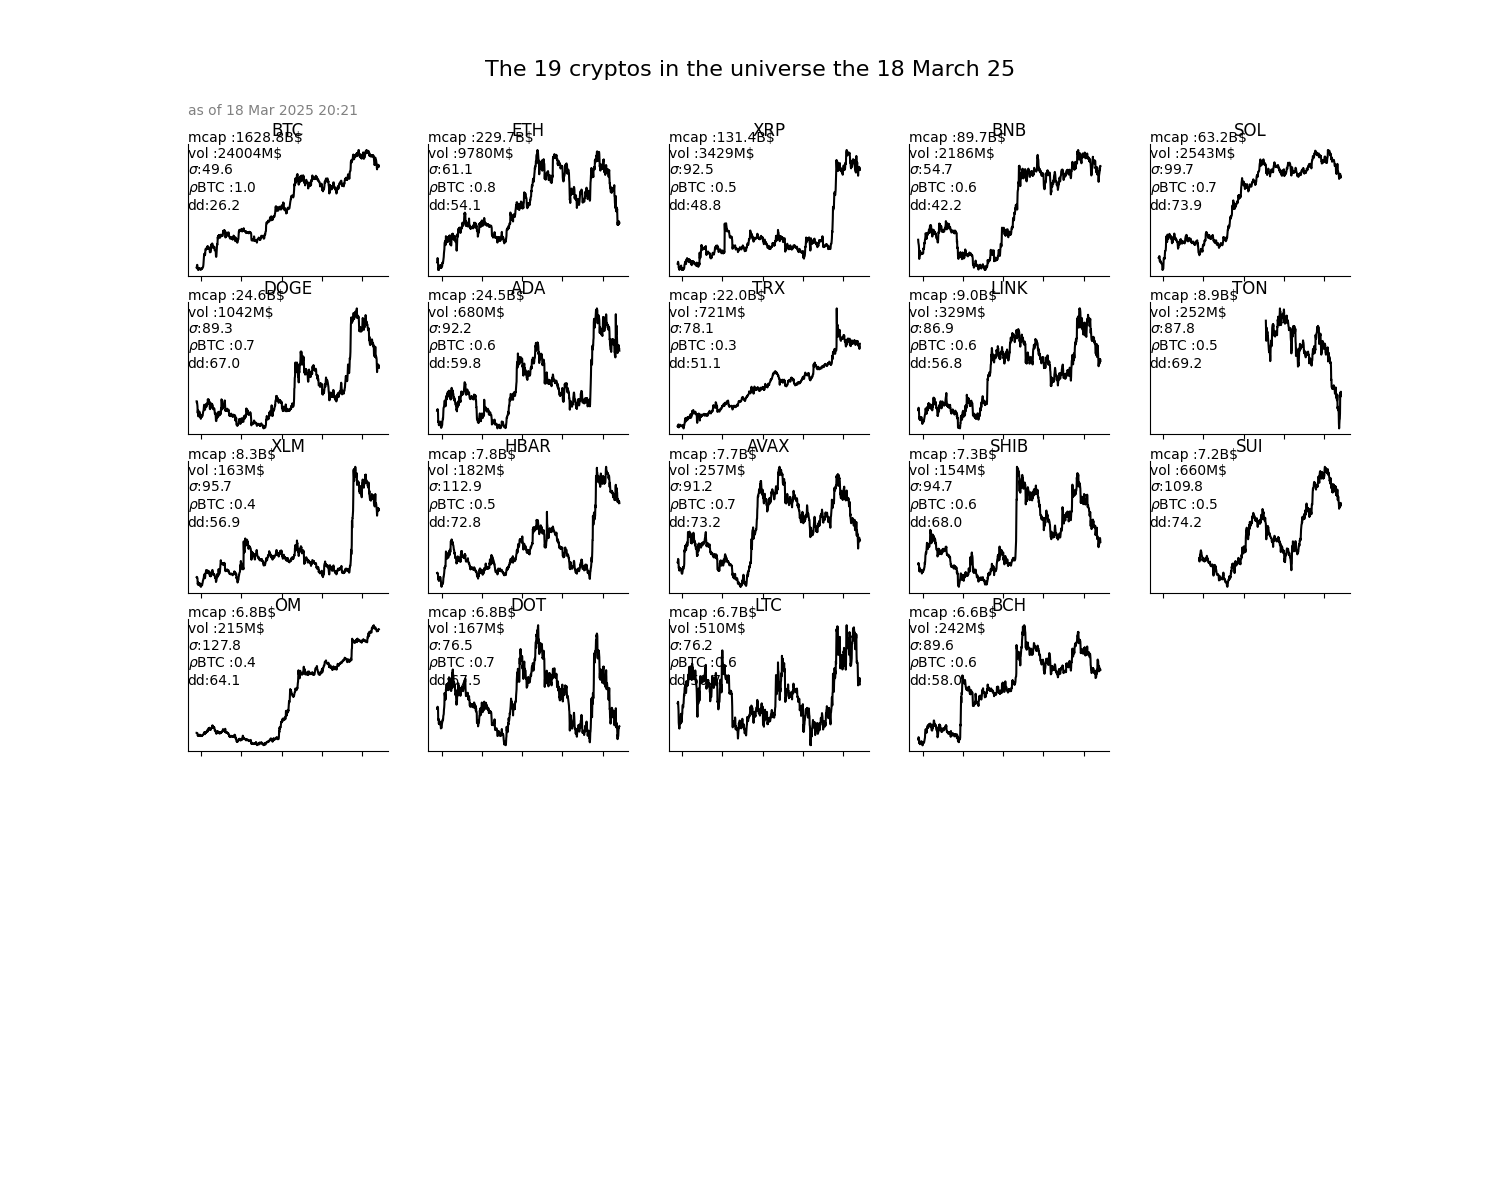 The 19 cryptos in the universe the 18 March 25
as of 18 Mar 2025 20:21
BTC
mcap :1628.8B$
vol :24004M$
σ:49.6
ρBTC :1.0
dd:26.2
ETH
mcap :229.7B$
vol :9780M$
σ:61.1
ρBTC :0.8
dd:54.1
XRP
mcap :131.4B$
vol :3429M$
σ:92.5
ρBTC :0.5
dd:48.8
BNB
mcap :89.7B$
vol :2186M$
σ:54.7
ρBTC :0.6
dd:42.2
SOL
mcap :63.2B$
vol :2543M$
σ:99.7
ρBTC :0.7
dd:73.9
DOGE
mcap :24.6B$
vol :1042M$
σ:89.3
ρBTC :0.7
dd:67.0
ADA
mcap :24.5B$
vol :680M$
σ:92.2
ρBTC :0.6
dd:59.8
TRX
mcap :22.0B$
vol :721M$
σ:78.1
ρBTC :0.3
dd:51.1
LINK
mcap :9.0B$
vol :329M$
σ:86.9
ρBTC :0.6
dd:56.8
TON
mcap :8.9B$
vol :252M$
σ:87.8
ρBTC :0.5
dd:69.2
XLM
mcap :8.3B$
vol :163M$
σ:95.7
ρBTC :0.4
dd:56.9
HBAR
mcap :7.8B$
vol :182M$
σ:112.9
ρBTC :0.5
dd:72.8
AVAX
mcap :7.7B$
vol :257M$
σ:91.2
ρBTC :0.7
dd:73.2
SHIB
mcap :7.3B$
vol :154M$
σ:94.7
ρBTC :0.6
dd:68.0
SUI
mcap :7.2B$
vol :660M$
σ:109.8
ρBTC :0.5
dd:74.2
OM
mcap :6.8B$
vol :215M$
σ:127.8
ρBTC :0.4
dd:64.1
DOT
mcap :6.8B$
vol :167M$
σ:76.5
ρBTC :0.7
dd:67.5
LTC
mcap :6.7B$
vol :510M$
σ:76.2
ρBTC :0.6
BCH
mcap :6.6B$
vol :242M$
σ:89.6
ρBTC :0.6
dd:58.0